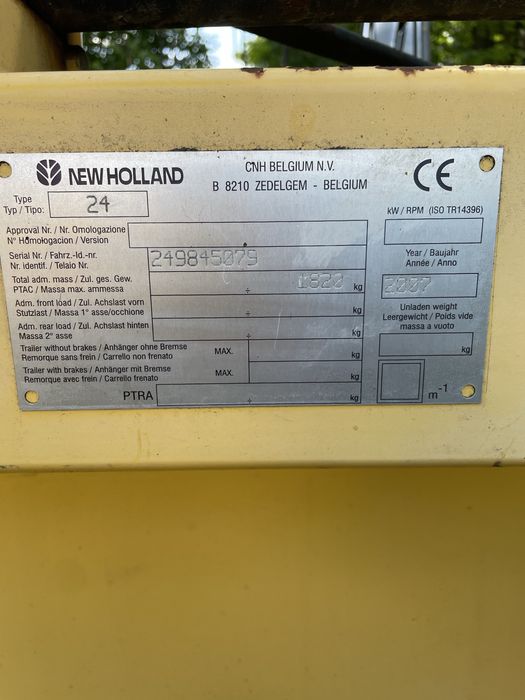 NEW HOLLAND
CNH BELGIUM N.V.
B 8210 ZEDELGEM - BELGIUM
CE
Type
Typ / Tipo:
24
kW / RPM (ISO TR14396)
Approval Nr. / Nr. Omologazione
N° Homologacion / Version
Serial Nr. / Fahrz.-Id.-nr.
Nr. identif. / Telaio Nr.
249845079
Year / Baujahr
Année / Anno
2007
Total adm. mass / Zul. ges. Gew.
PTAC / Massa max. ammessa
÷ 1820 kg
Adm. front load / Zul. Achslast vorn
Stutzlast / Massa 1° asse/occhione
÷ kg
Unladen weight
Leergewicht / Poids vide
massa a vuoto
kg
Adm. rear load / Zul. Achslast hinten
Massa 2° asse
÷ kg
Trailer without brakes / Anhänger ohne Bremse
Remorque sans frein / Carrello non frenato
MAX.
kg
Trailer with brakes / Anhänger mit Bremse
Remorque avec frein / Carrello frenato
MAX.
kg
PTRA
÷ kg
m-1